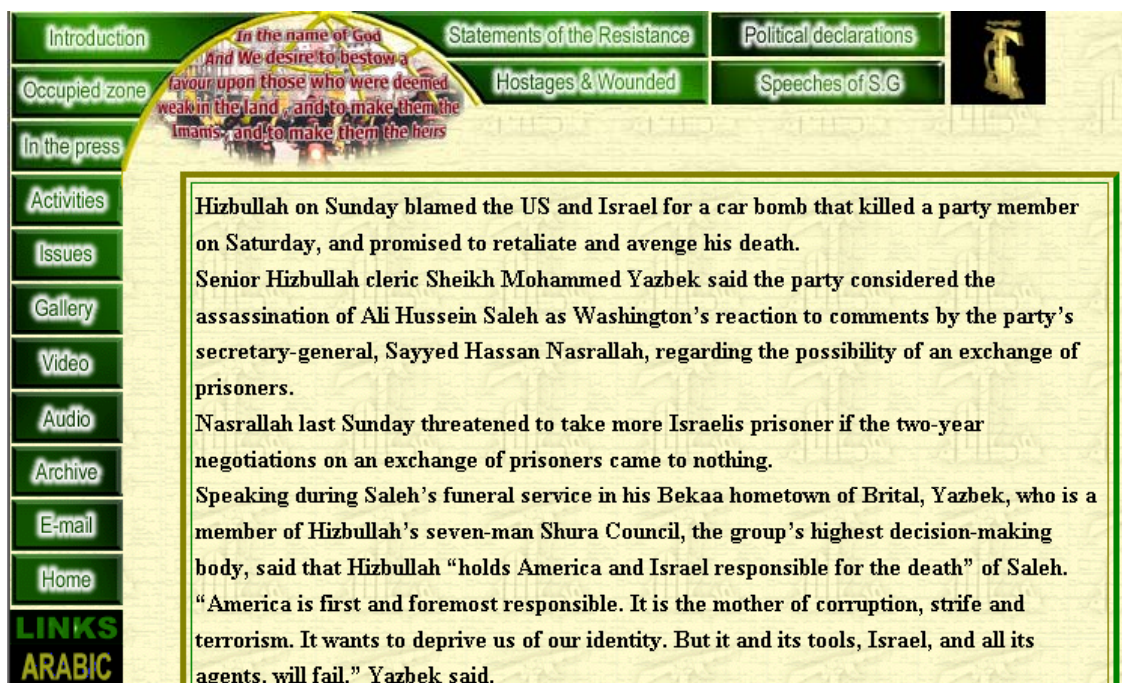 Introduction
Statements of the Resistance
Political declarations
Occupied zone
Hostages & Wounded
Speeches of S.G
In the name of God
And We desire to bestow a
favour upon those who were deemed
weak in the land , and to make them the
Imams , and to make them the heirs
In the press
Activities
Issues
Gallery
Video
Audio
Archive
E-mail
Home
LINKS
ARABIC
Hizbullah on Sunday blamed the US and Israel for a car bomb that killed a party member
on Saturday, and promised to retaliate and avenge his death.
Senior Hizbullah cleric Sheikh Mohammed Yazbek said the party considered the
assassination of Ali Hussein Saleh as Washington’s reaction to comments by the party’s
secretary-general, Sayyed Hassan Nasrallah, regarding the possibility of an exchange of
prisoners.
Nasrallah last Sunday threatened to take more Israelis prisoner if the two-year
negotiations on an exchange of prisoners came to nothing.
Speaking during Saleh’s funeral service in his Bekaa hometown of Brital, Yazbek, who is a
member of Hizbullah’s seven-man Shura Council, the group’s highest decision-making
body, said that Hizbullah “holds America and Israel responsible for the death” of Saleh.
“America is first and foremost responsible. It is the mother of corruption, strife and
terrorism. It wants to deprive us of our identity. But it and its tools, Israel, and all its
agents, will fail.” Yazbek said.